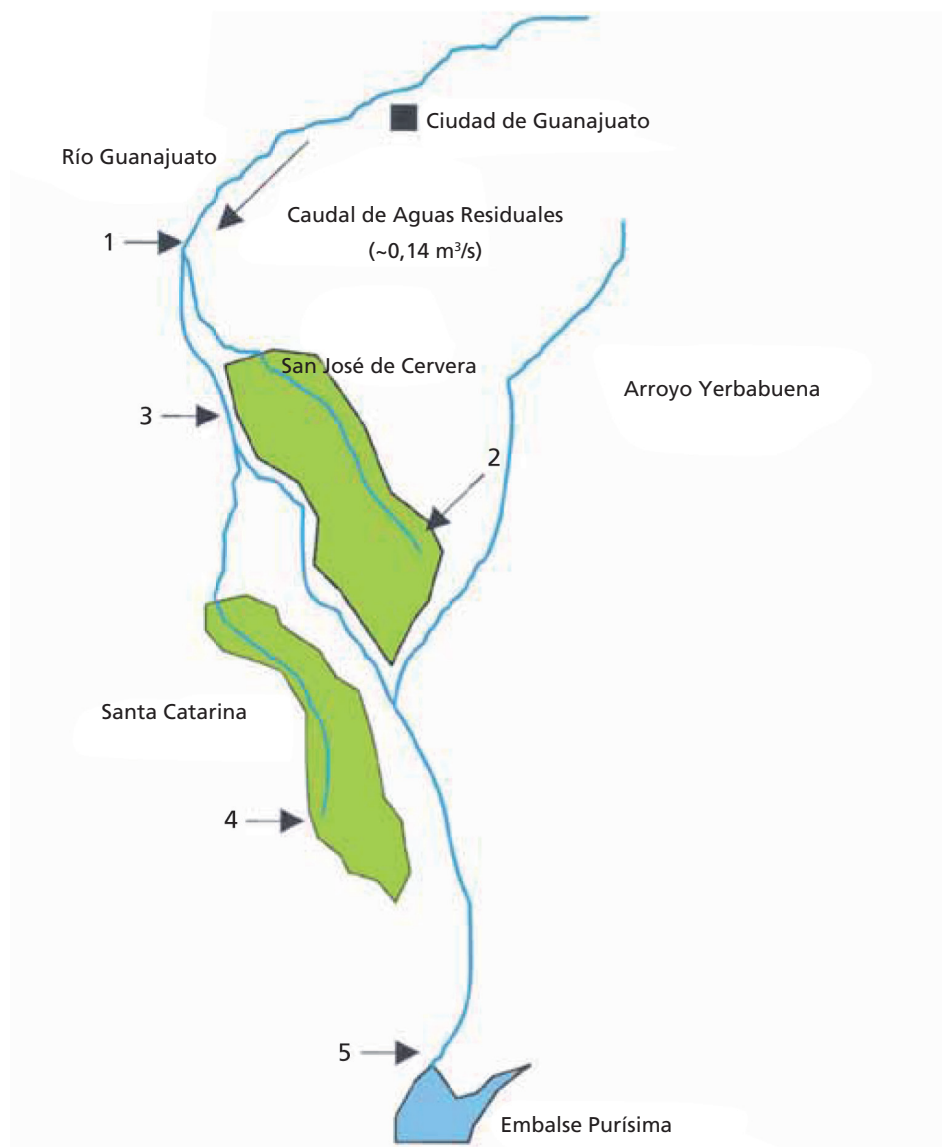 Ciudad de Guanajuato
Río Guanajuato
Caudal de Aguas Residuales
(~0,14 m³/s)
1
San José de Cervera
Arroyo Yerbabuena
3
2
Santa Catarina
4
5
Embalse Purísima